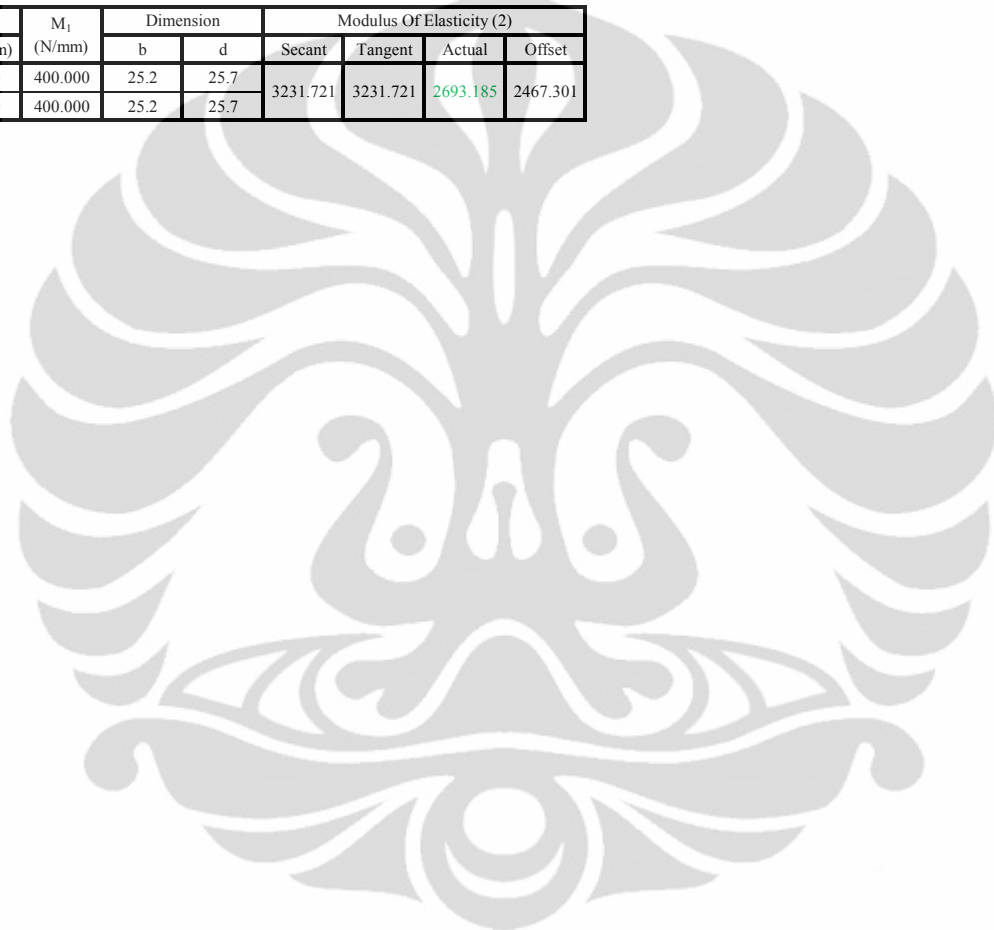 M₁ Dimension Modulus Of Elasticity (2)
(N/mm) b d Secant Tangent Actual Offset
400.000 25.2 25.7 3231.721 3231.721 2693.185 2467.301
400.000 25.2 25.7